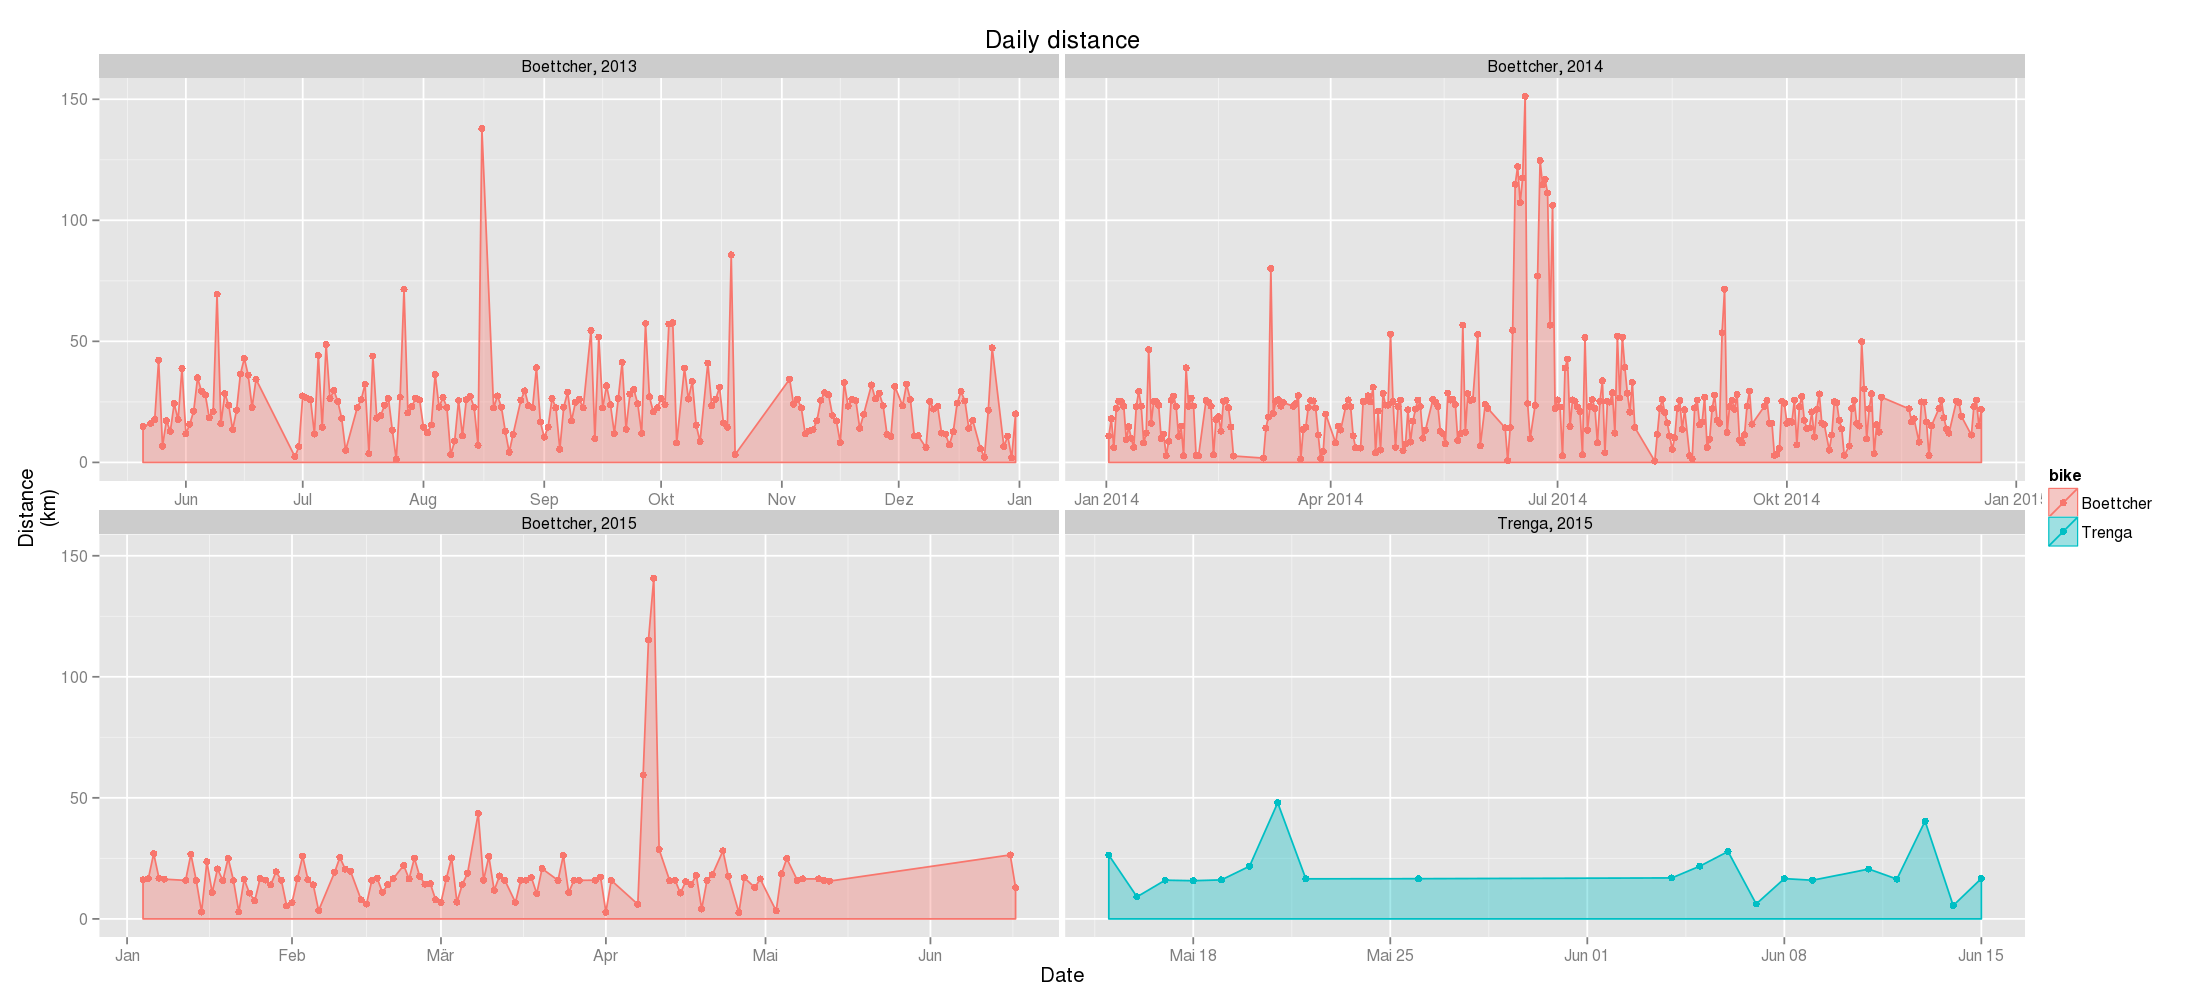 Daily distance
Boettcher, 2013
Boettcher, 2014
150
100
50
0
Jun Jul Aug Sep Okt Nov Dez Jan
Jan 2014 Apr 2014 Jul 2014 Okt 2014 Jan 201
Boettcher, 2015
Trenga, 2015
150
100
50
0
Jan Feb Mär Apr Mai Jun
Mai 18 Mai 25 Jun 01 Jun 08 Jun 15
Distance
(km)
Date
bike
Boettcher
Trenga